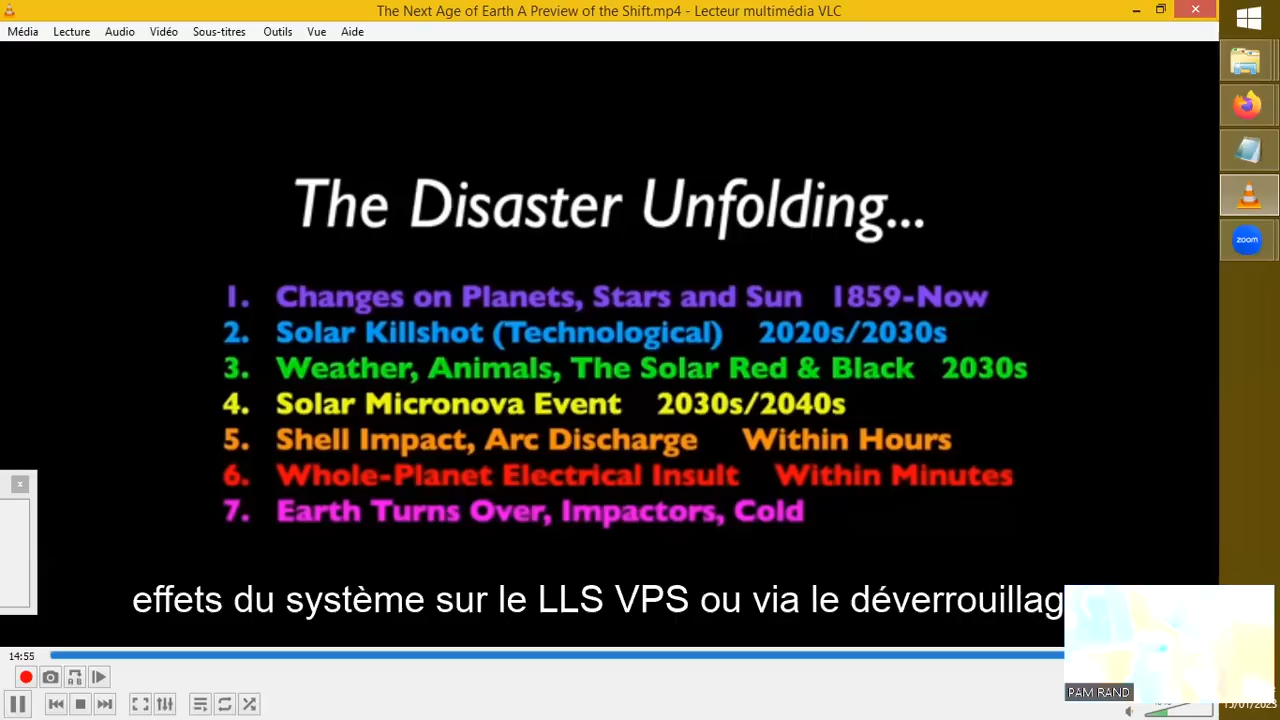 The Next Age of Earth A Preview of the Shift.mp4 - Lecteur multimédia VLC
Média Lecture Audio Vidéo Sous-titres Outils Vue Aide
The Disaster Unfolding...
1. Changes on Planets, Stars and Sun 1859-Now
2. Solar Killshot (Technological) 2020s/2030s
3. Weather, Animals, The Solar Red & Black 2030s
4. Solar Micronova Event 2030s/2040s
5. Shell Impact, Arc Discharge Within Hours
6. Whole-Planet Electrical Insult Within Minutes
7. Earth Turns Over, Impactors, Cold
effets du système sur le LLS VPS ou via le déverrouillag
14:55
zoom
PAM RAND